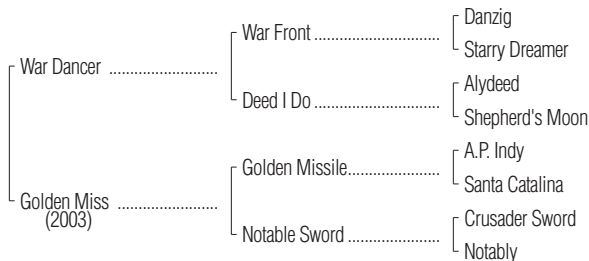 War Dancer ........................
War Front ............................
Danzig
Starry Dreamer
Deed I Do ............................
Alydeed
Shepherd's Moon
Golden Miss ......................
(2003)
Golden Missile....................
A.P. Indy
Santa Catalina
Notable Sword ....................
Crusader Sword
Notably